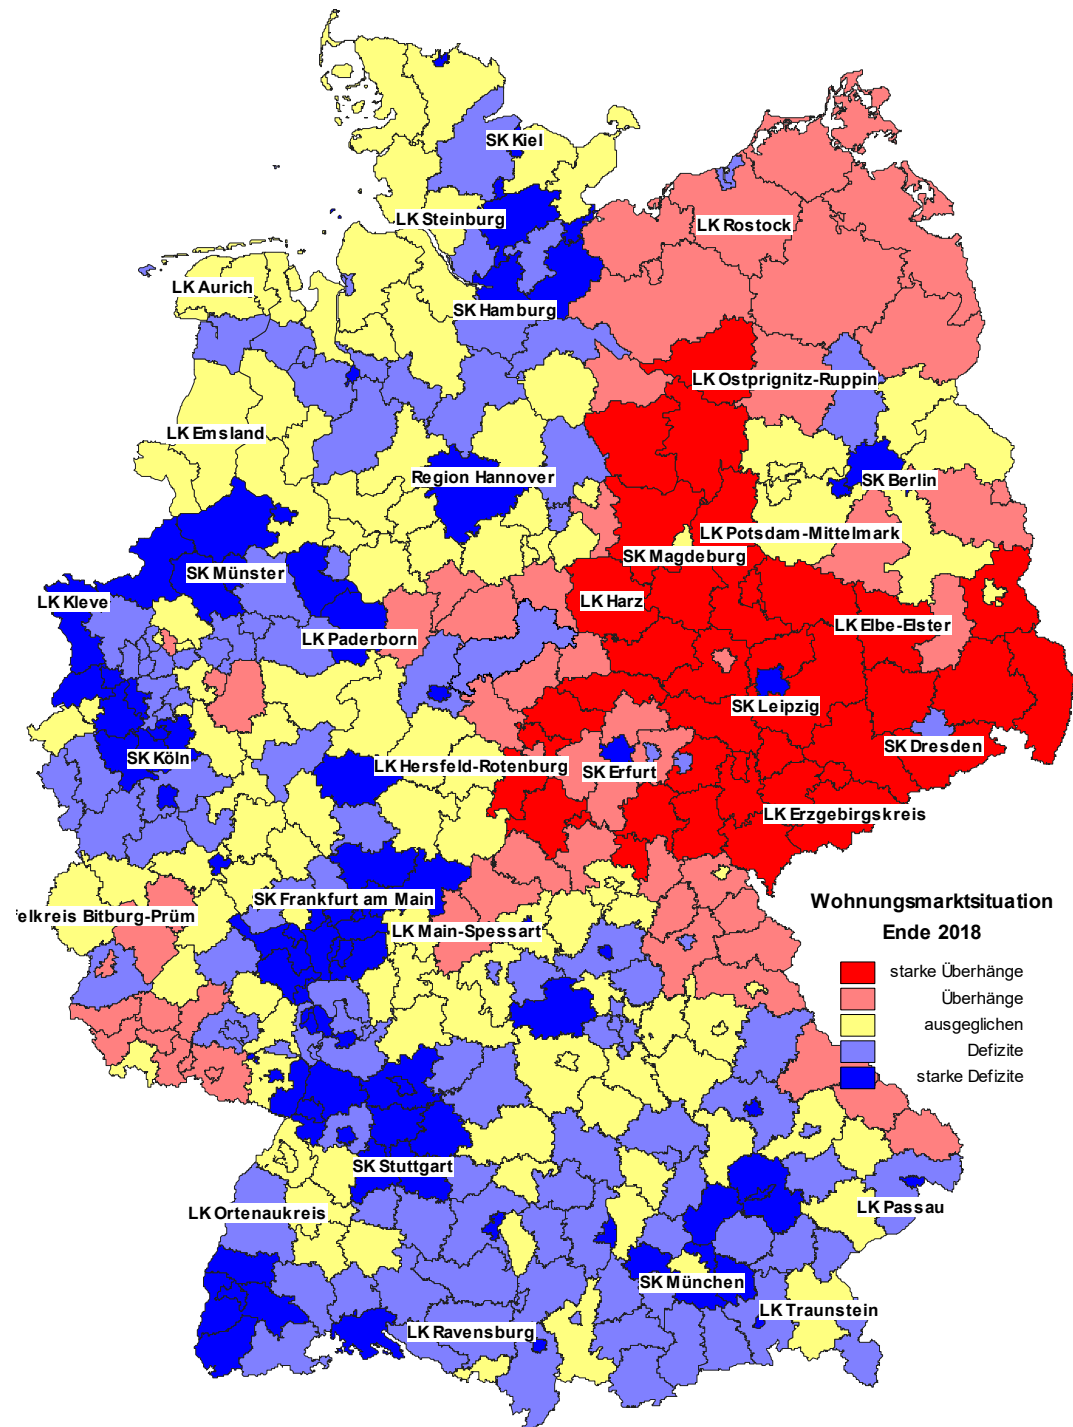 SK Kiel
LK Steinburg
LK Rostock
LK Aurich
SK Hamburg
LK Ostprignitz-Ruppin
LK Emsland
Region Hannover
SK Berlin
LK Potsdam-Mittelmark
SK Magdeburg
SK Münster
LK Kleve
LK Harz
LK Elbe-Elster
LK Paderborn
SK Leipzig
SK Dresden
SK Köln
LK Hersfeld-Rotenburg
SK Erfurt
LK Erzgebirgskreis
SK Frankfurt am Main
felkreis Bitburg-Prüm
LK Main-Spessart
Wohnungsmarktsituation
Ende 2018
starke Überhänge
Überhänge
ausgeglichen
Defizite
starke Defizite
SK Stuttgart
LK Passau
LK Ortenaukreis
SK München
LK Traunstein
LK Ravensburg